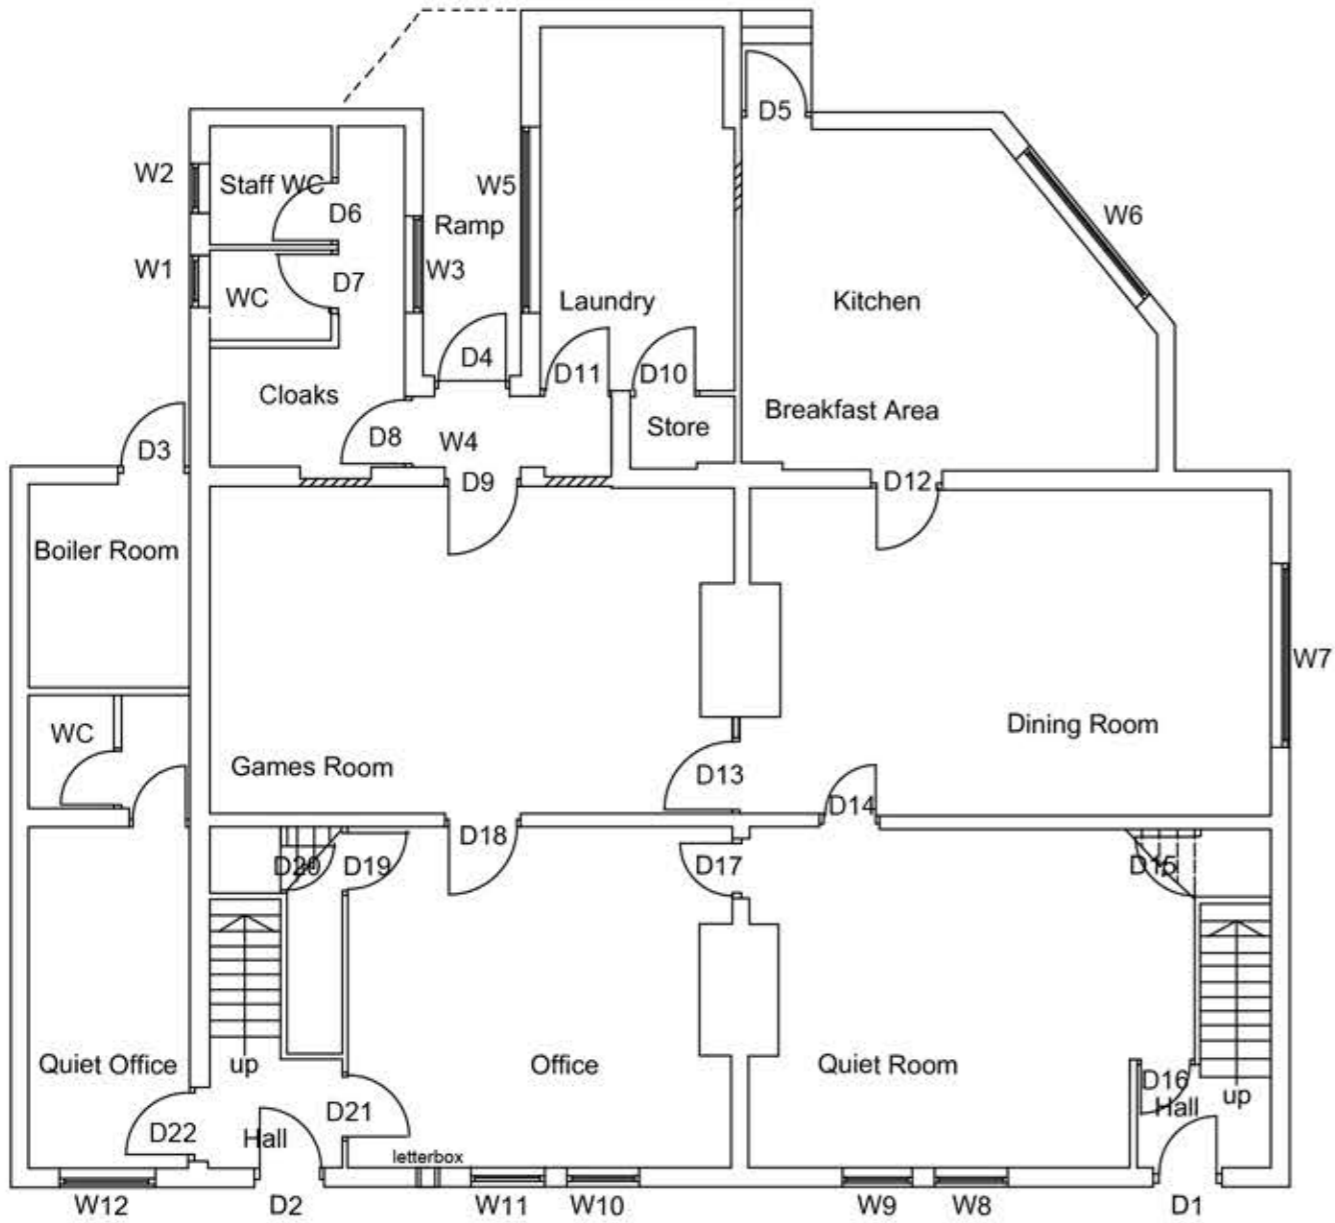 D5
W2
Staff WC
W5
D6
Ramp
W6
W1
WC
D7
W3
Laundry
Kitchen
D4
D11
D10
Cloaks
Breakfast Area
Store
D3
D8
W4
D9
D12
Boiler Room
W7
WC
Dining Room
Games Room
D13
D14
D18
D20
D19
D17
D15
Quiet Office
up
Office
Quiet Room
D16
Hall
up
D21
D22
Hall
letterbox
W12
D2
W11
W10
W9
W8
D1